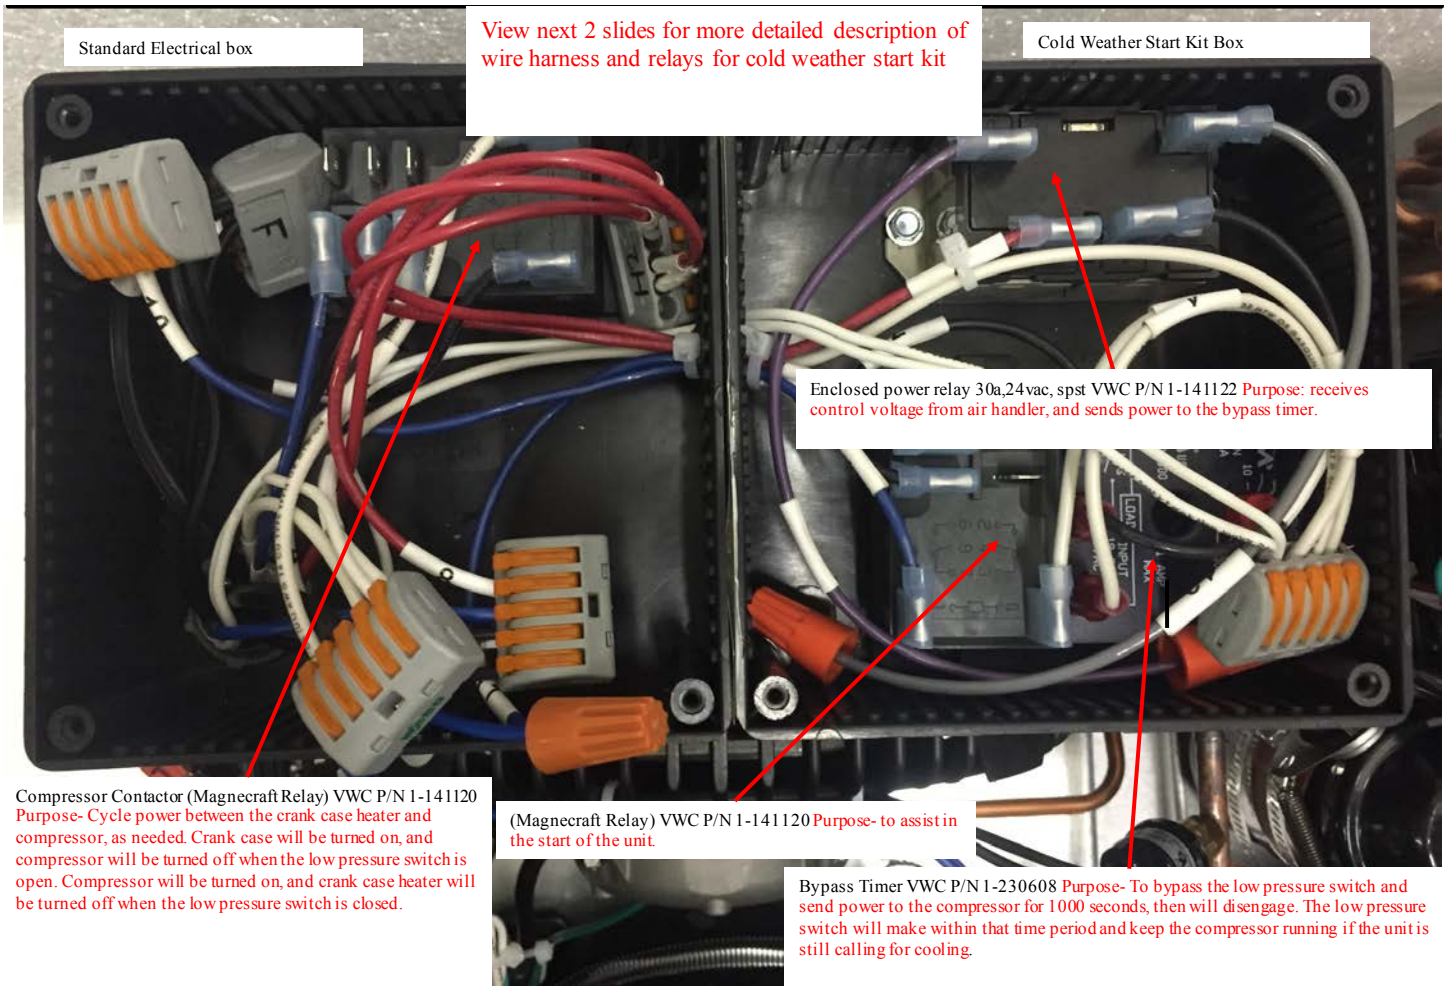 Standard Electrical box
View next 2 slides for more detailed description of
wire harness and relays for cold weather start kit
Cold Weather Start Kit Box
Enclosed power relay 30a,24vac, spst VWC P/N 1-141122 Purpose: receives
control voltage from air handler, and sends power to the bypass timer.
F
LOAD
INPUT
1 AMP
MAX
10
Compressor Contactor (Magnecraft Relay) VWC P/N 1-141120
Purpose- Cycle power between the crank case heater and
compressor, as needed. Crank case will be turned on, and
compressor will be turned off when the low pressure switch is
open. Compressor will be turned on, and crank case heater will
be turned off when the low pressure switch is closed.
(Magnecraft Relay) VWC P/N 1-141120 Purpose- to assist in
the start of the unit.
Bypass Timer VWC P/N 1-230608 Purpose- To bypass the low pressure switch and
send power to the compressor for 1000 seconds, then will disengage. The low pressure
switch will make within that time period and keep the compressor running if the unit is
still calling for cooling.